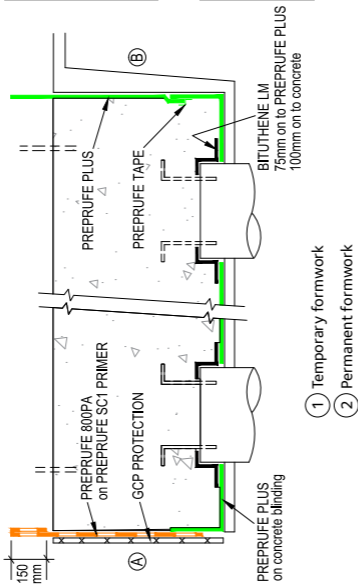 150
mm
PREPRUFE 800PA
on PREPRUFE SC1 PRIMER
GCP PROTECTION
PREPRUFE PLUS
PREPRUFE TAPE
A
B
PREPRUFE PLUS
on concrete blinding
BITUTHENE LM
75mm on to PREPRUFE PLUS
100mm on to concrete
1 Temporary formwork
2 Permanent formwork